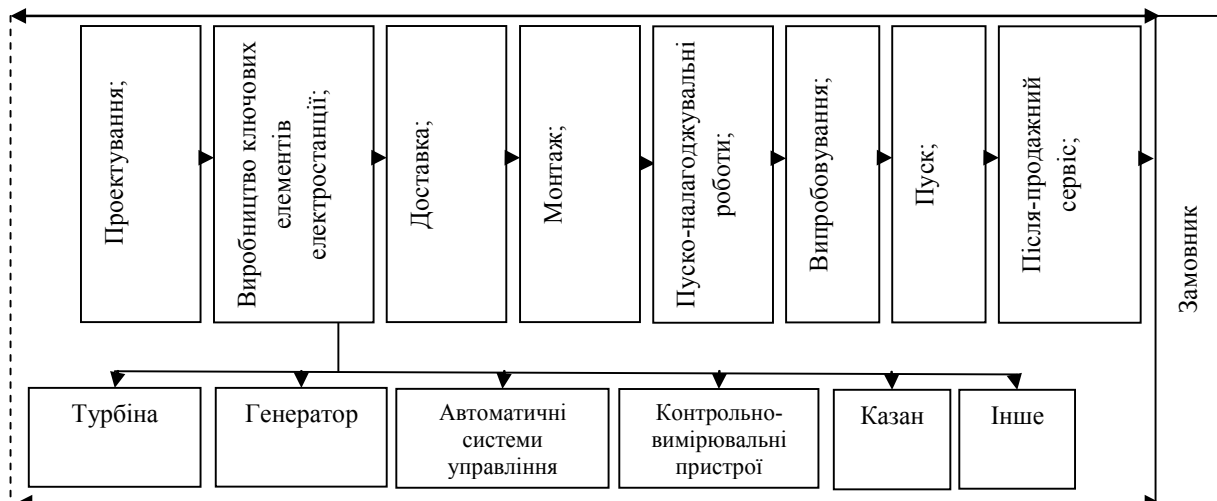 Проектування;
Виробництво ключових
елементів
електростанції;
Доставка;
Монтаж;
Пуско-налагоджувальні
роботи;
Випробовування;
Пуск;
Після-продажний
сервіс;
Замовник
Турбіна
Генератор
Автоматичні
системи
управління
Контрольно-
вимірювальні
пристрої
Казан
Інше